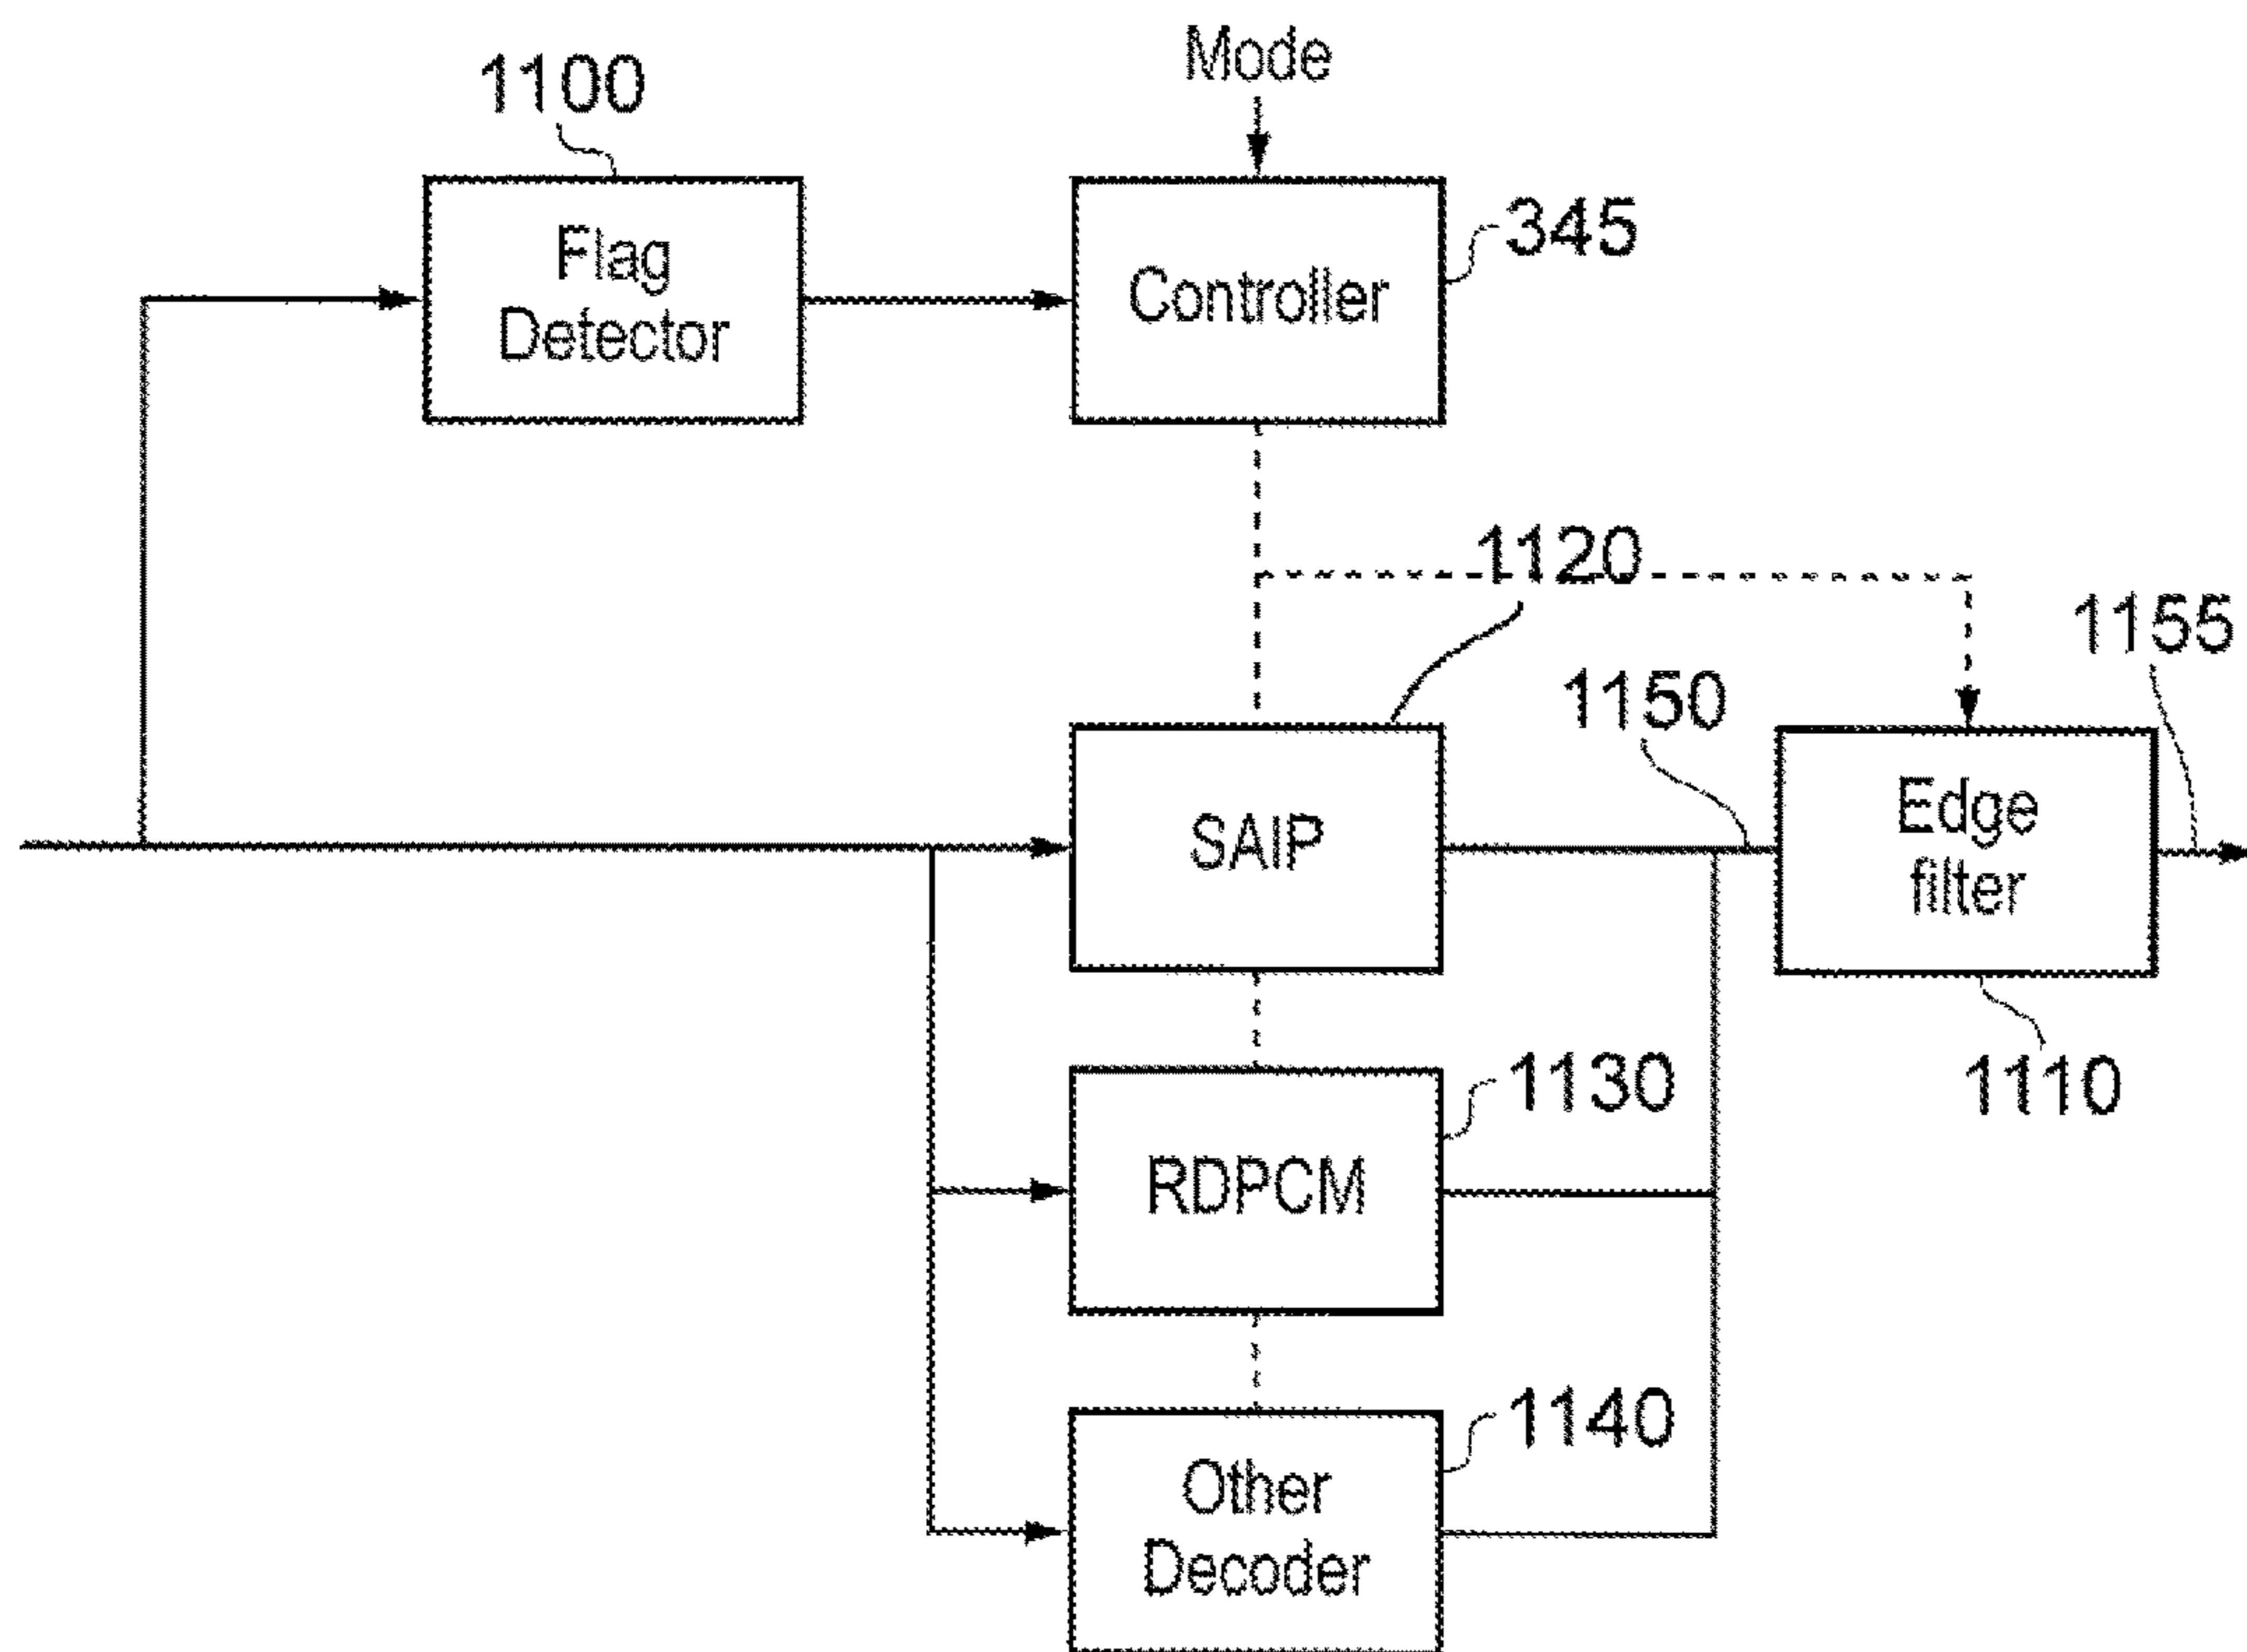 Mode
1100
Flag
Detector
Controller
345
1120
1155
1150
SAIP
Edge
filter
1110
1130
RDPCM
1140
Other
Decoder